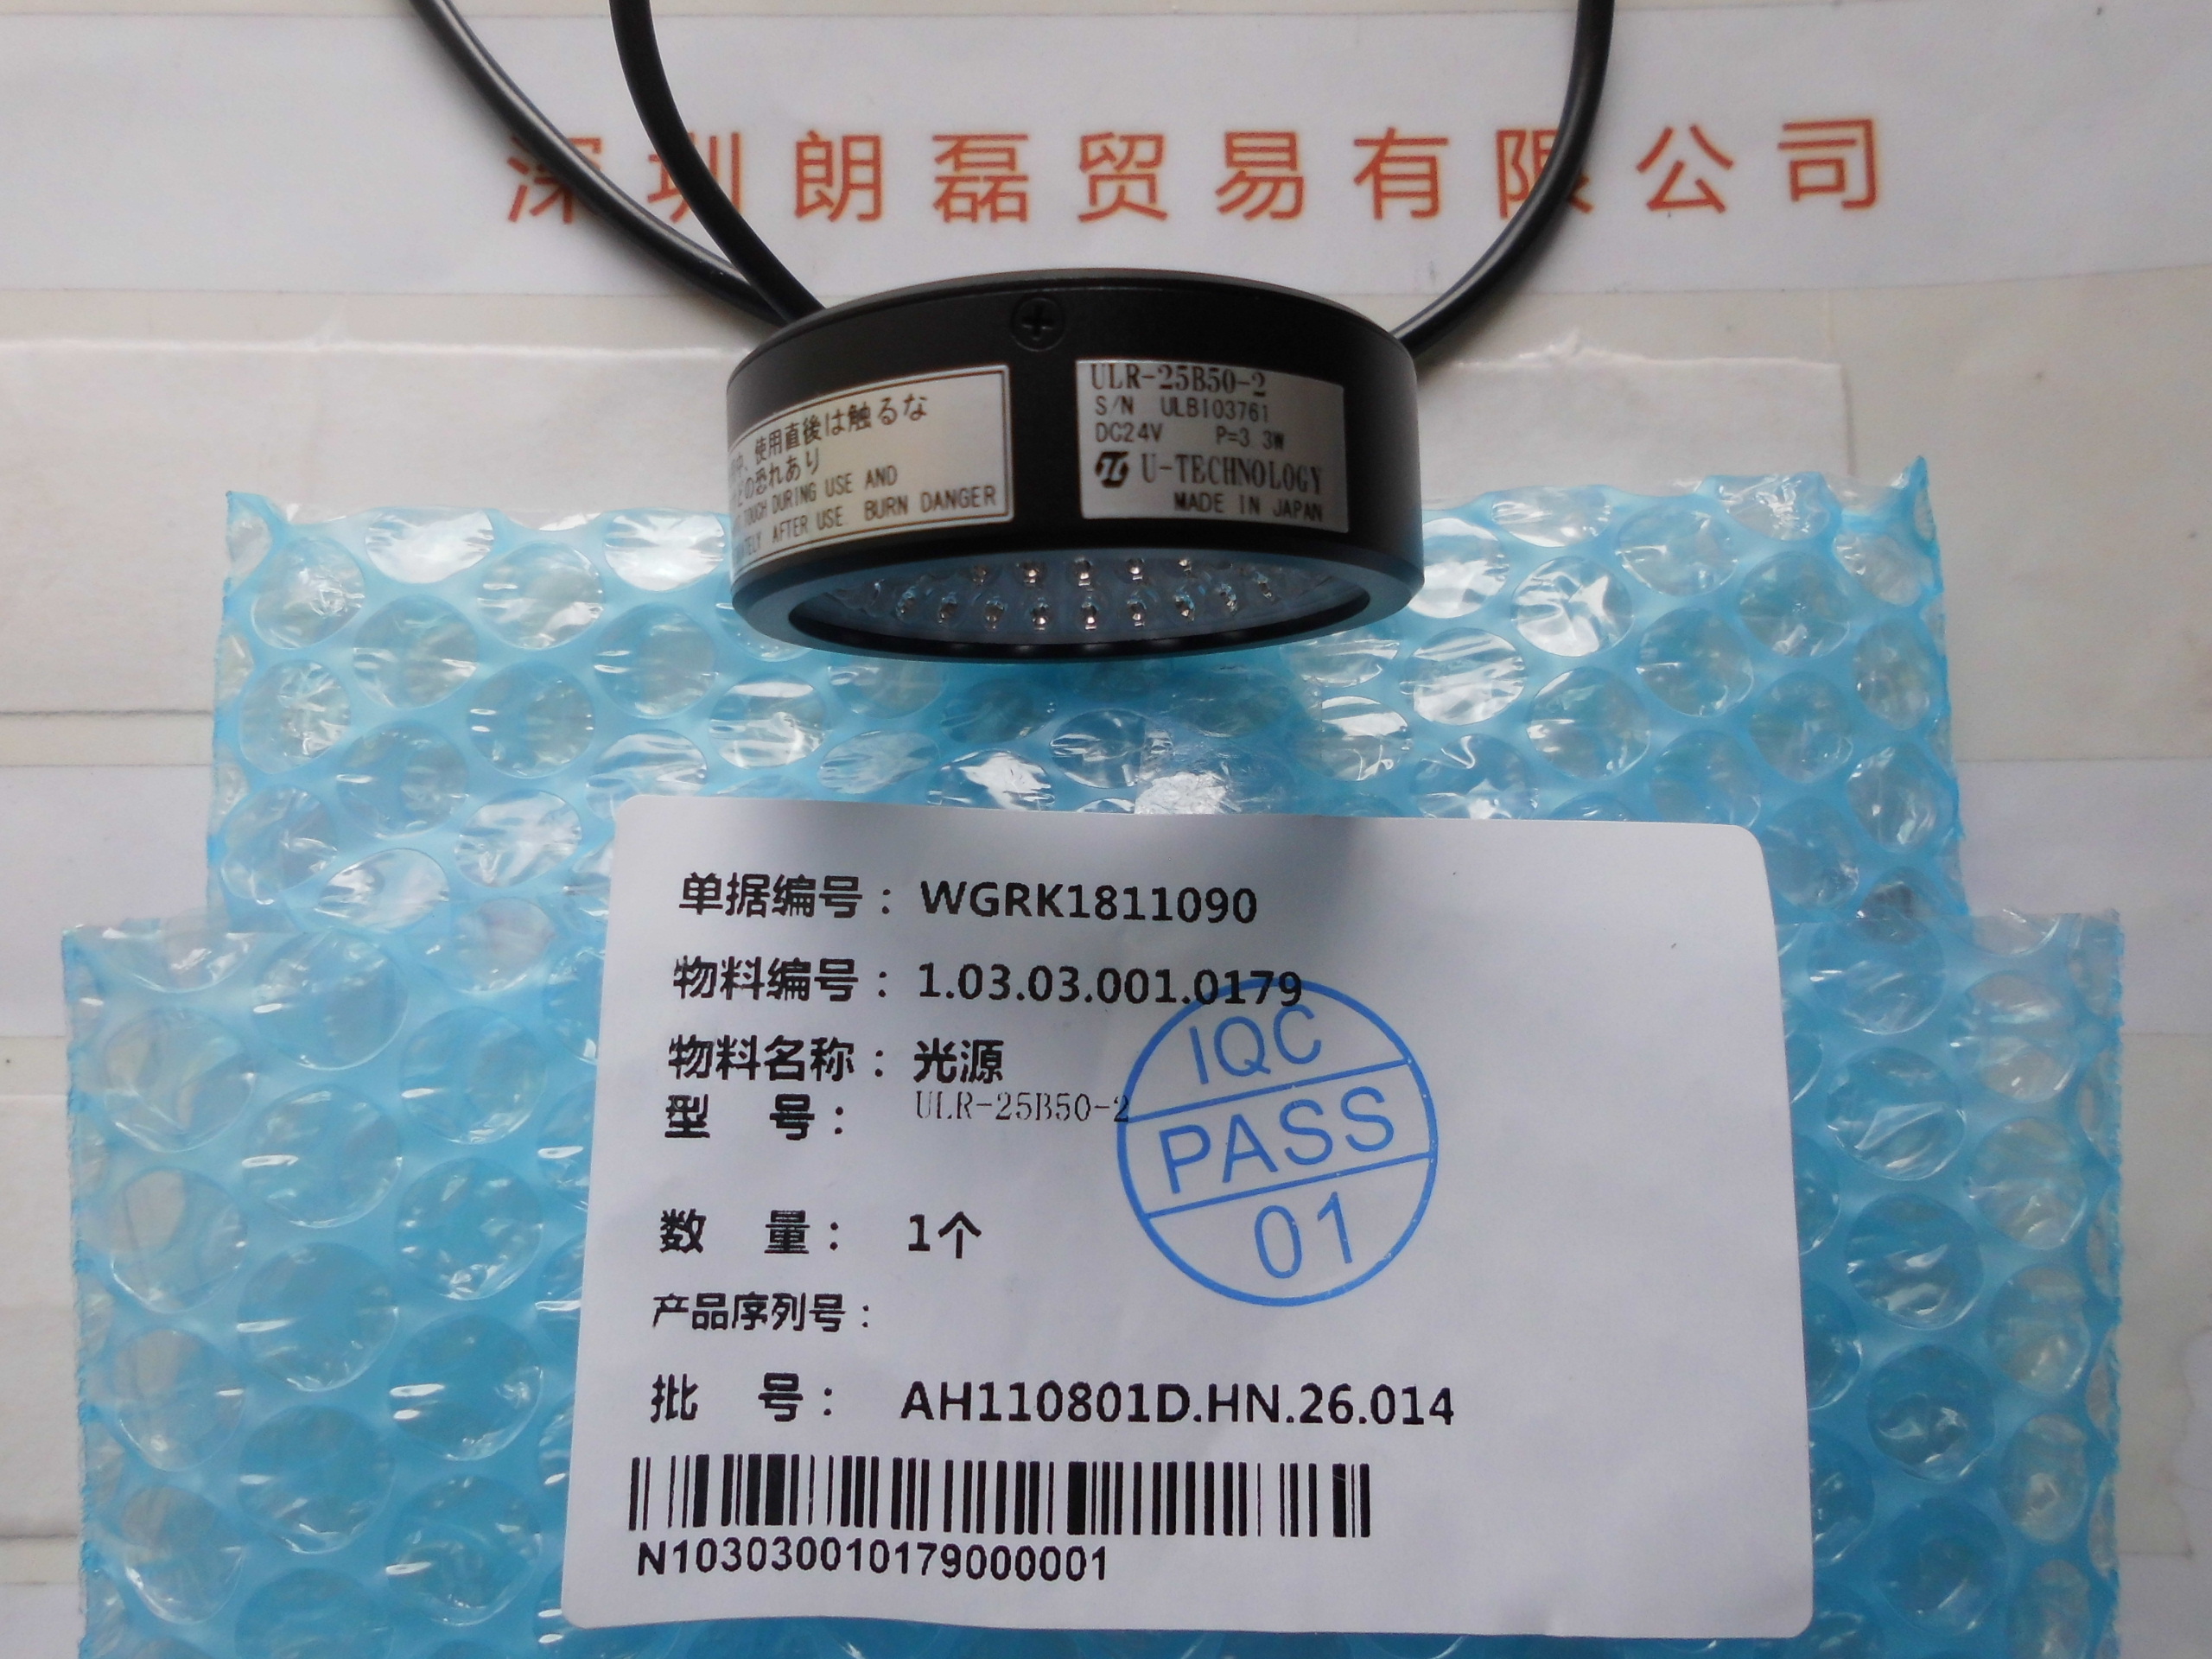 深圳朗磊贸易有限公司
中、使用直後は触るな
の恐れあり
TOUCH DURING USE AND
AFTER USE. BURN DANGER
ULR-25B50-2
S/N ULBI03761
DC24V P=3.3W
U-TECHNOLOGY
MADE IN JAPAN
单据编号：WGRK1811090
物料编号：1.03.03.001.0179
物料名称：光源
型 号：ULR-25B50-2
数 量：1个
产品序列号：
批 号：AH110801D.HN.26.014
N103030010179000001
IQC
PASS
01